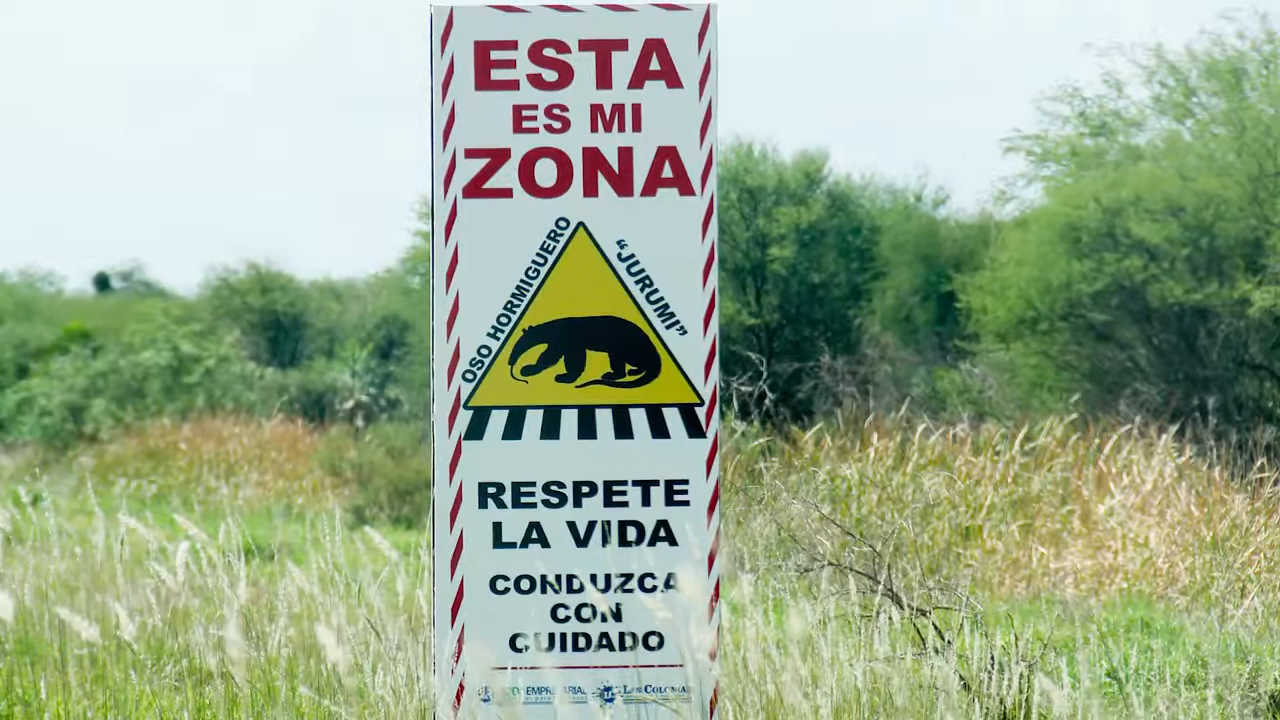 ESTA
ES MI
ZONA
OSO HORMIGUERO
"JURUMI"
RESPETE
LA VIDA
CONDUZCA
CON
CUIDADO